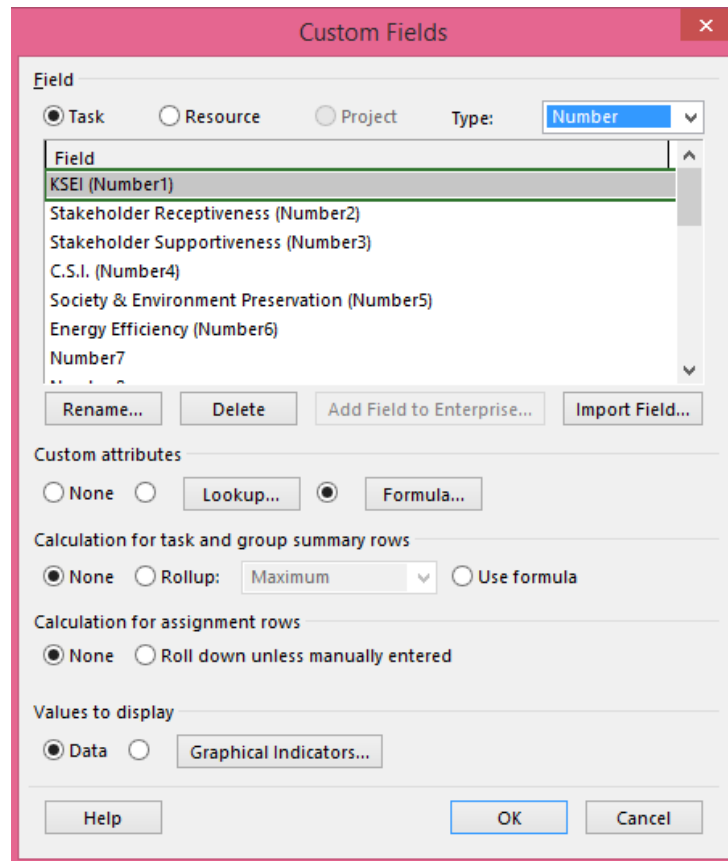 Custom Fields
Field
Task Resource Project Type: Number
Field
KSEI (Number1)
Stakeholder Receptiveness (Number2)
Stakeholder Supportiveness (Number3)
C.S.I. (Number4)
Society & Environment Preservation (Number5)
Energy Efficiency (Number6)
Number7
Rename... Delete Add Field to Enterprise... Import Field...
Custom attributes
None Lookup... Formula...
Calculation for task and group summary rows
None Rollup: Maximum Use formula
Calculation for assignment rows
None Roll down unless manually entered
Values to display
Data Graphical Indicators...
Help OK Cancel